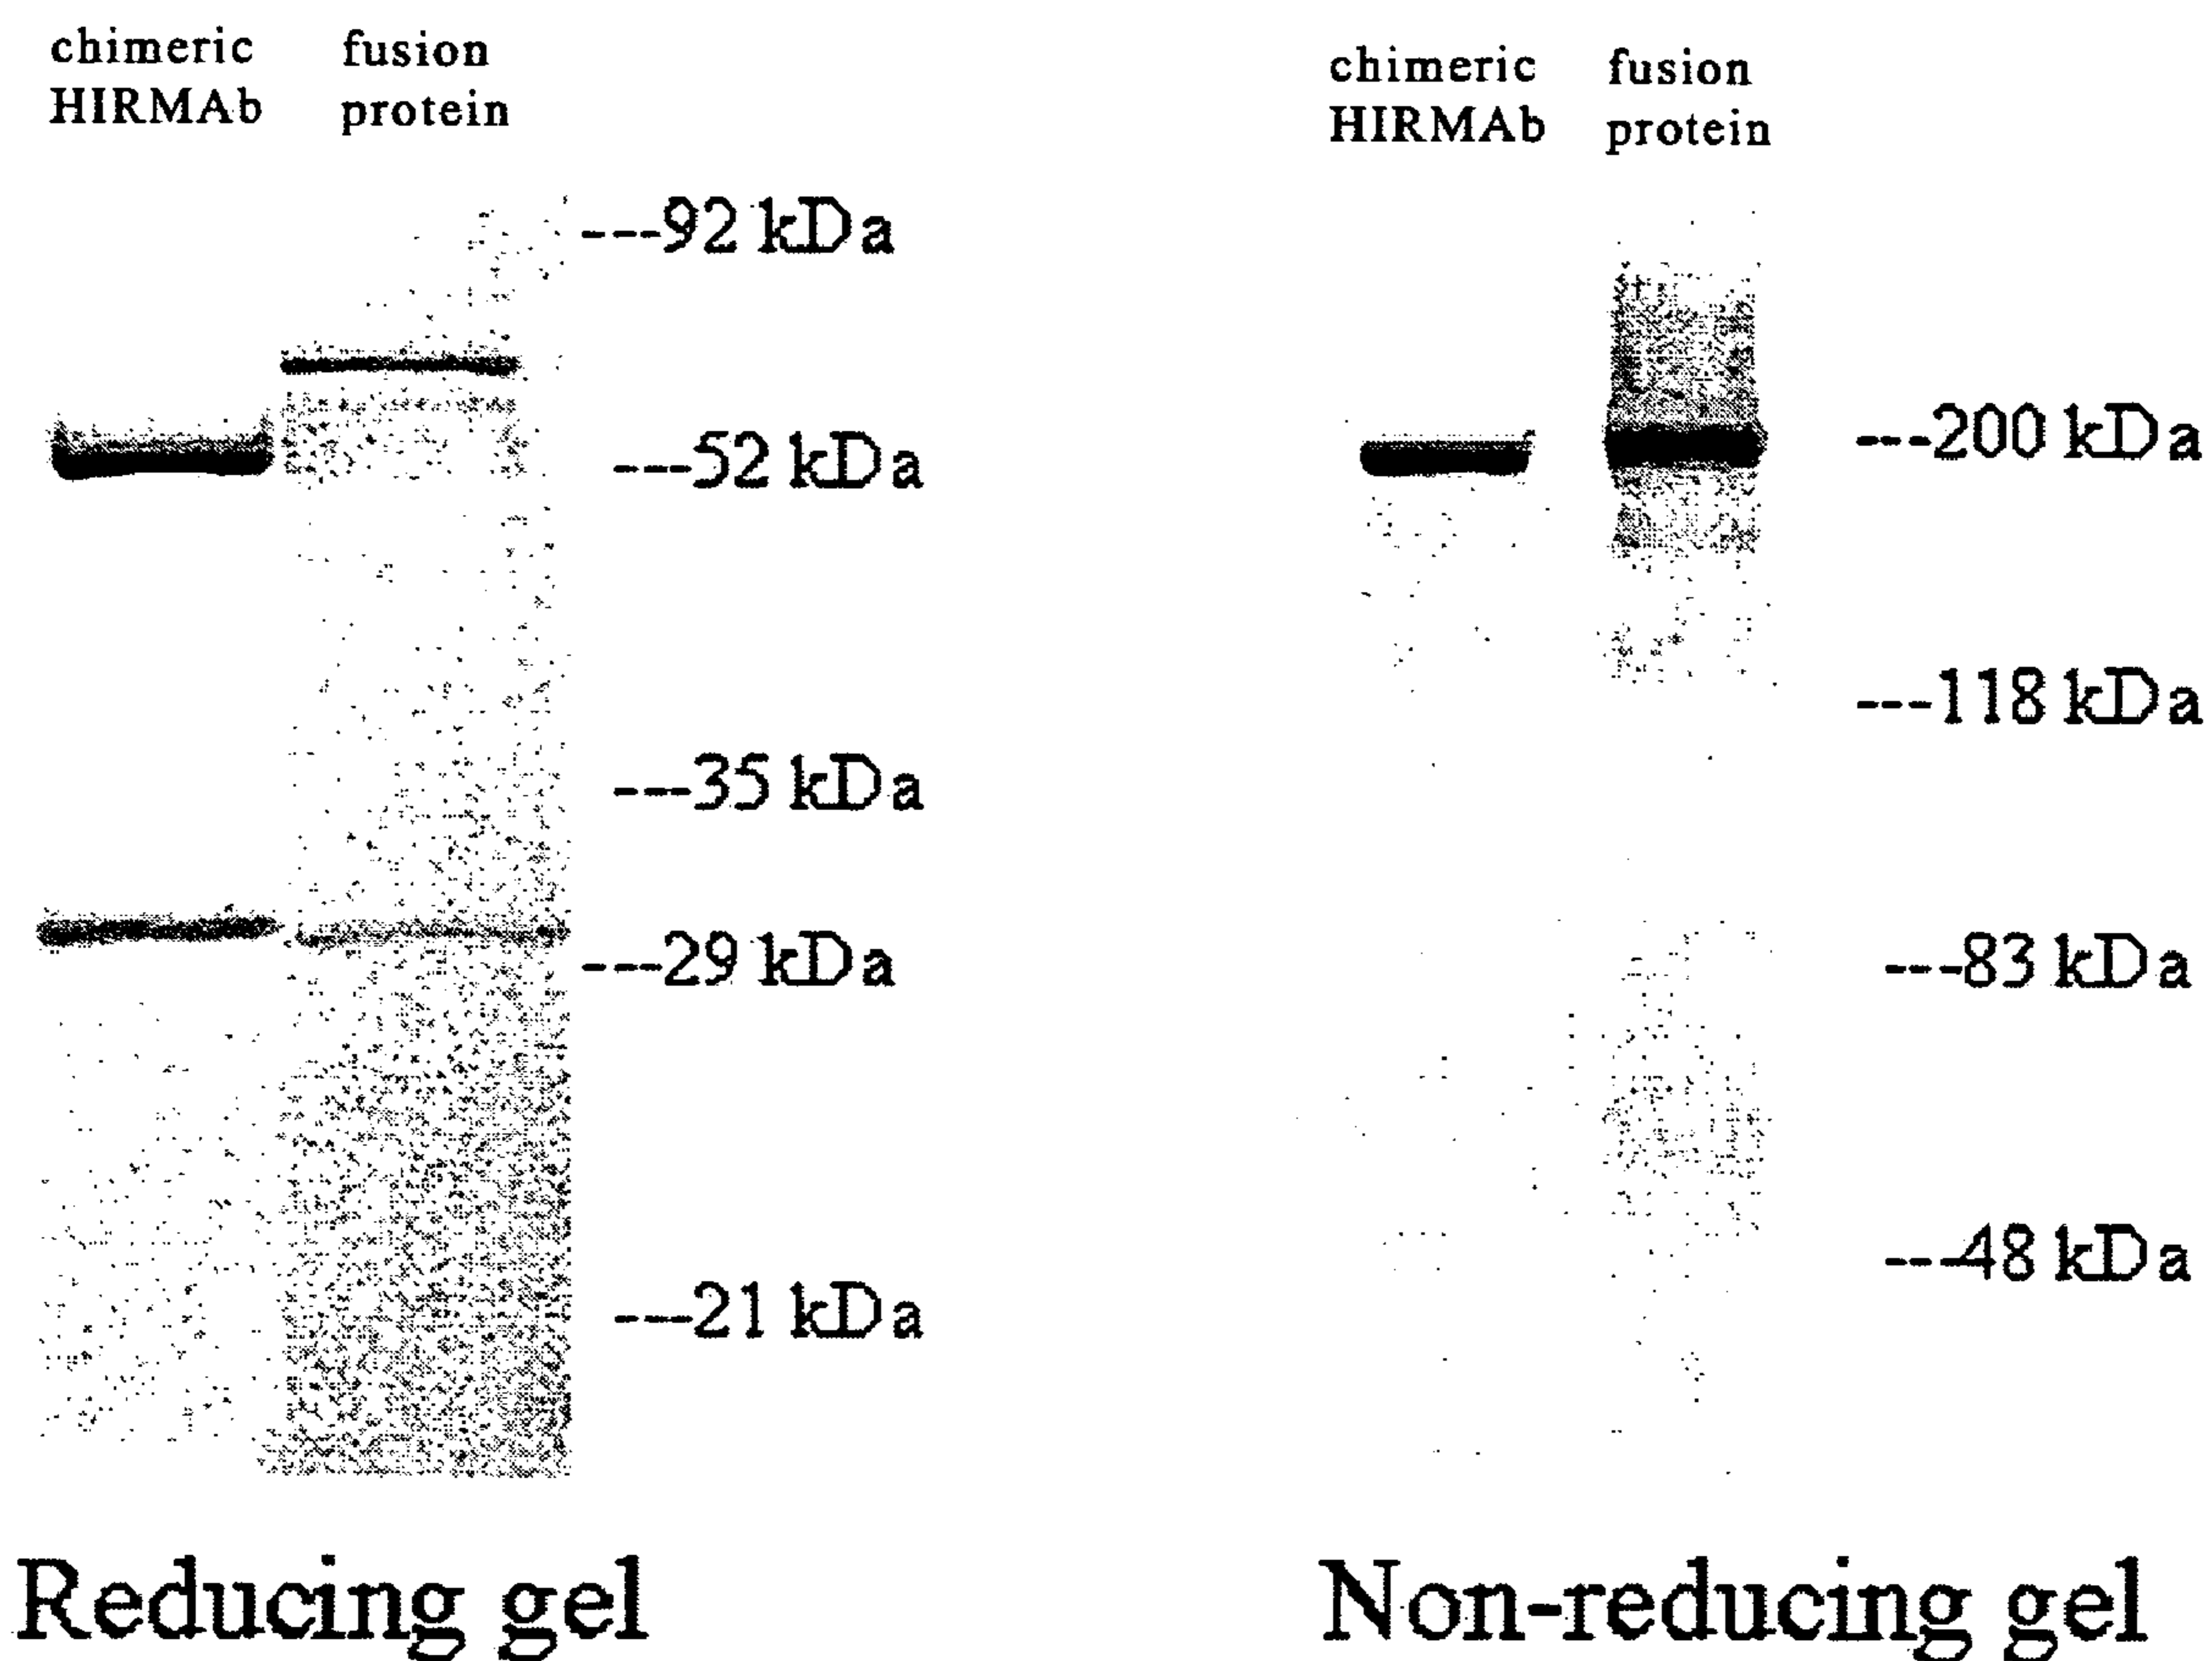 chimeric
HIRMAb
fusion
protein
---92 kDa
---52 kDa
---35 kDa
---29 kDa
---21 kDa
Reducing gel
chimeric
HIRMAb
fusion
protein
---200 kDa
---118 kDa
---83 kDa
---48 kDa
Non-reducing gel